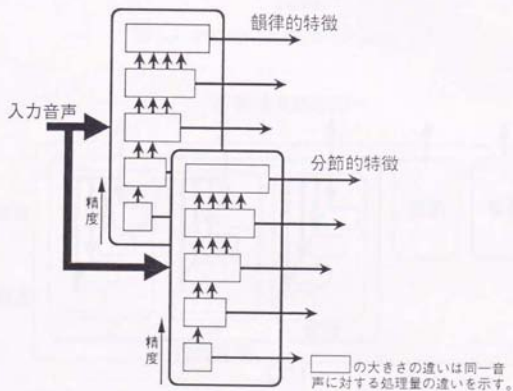 韻律的特徴
入力音声
分節的特徴
精度
精度
の大きさの違いは同一音
声に対する処理量の違いを示す。